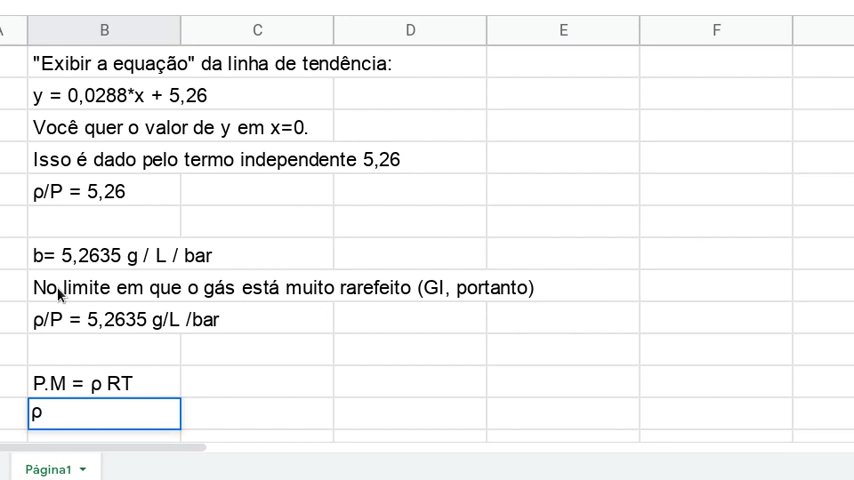 A B C D E F
"Exibir a equação" da linha de tendência:
y = 0,0288*x + 5,26
Você quer o valor de y em x=0.
Isso é dado pelo termo independente 5,26
ρ/P = 5,26
b= 5,2635 g / L / bar
No limite em que o gás está muito rarefeito (GI, portanto)
ρ/P = 5,2635 g/L /bar
P.M = ρ RT
ρ
Página1